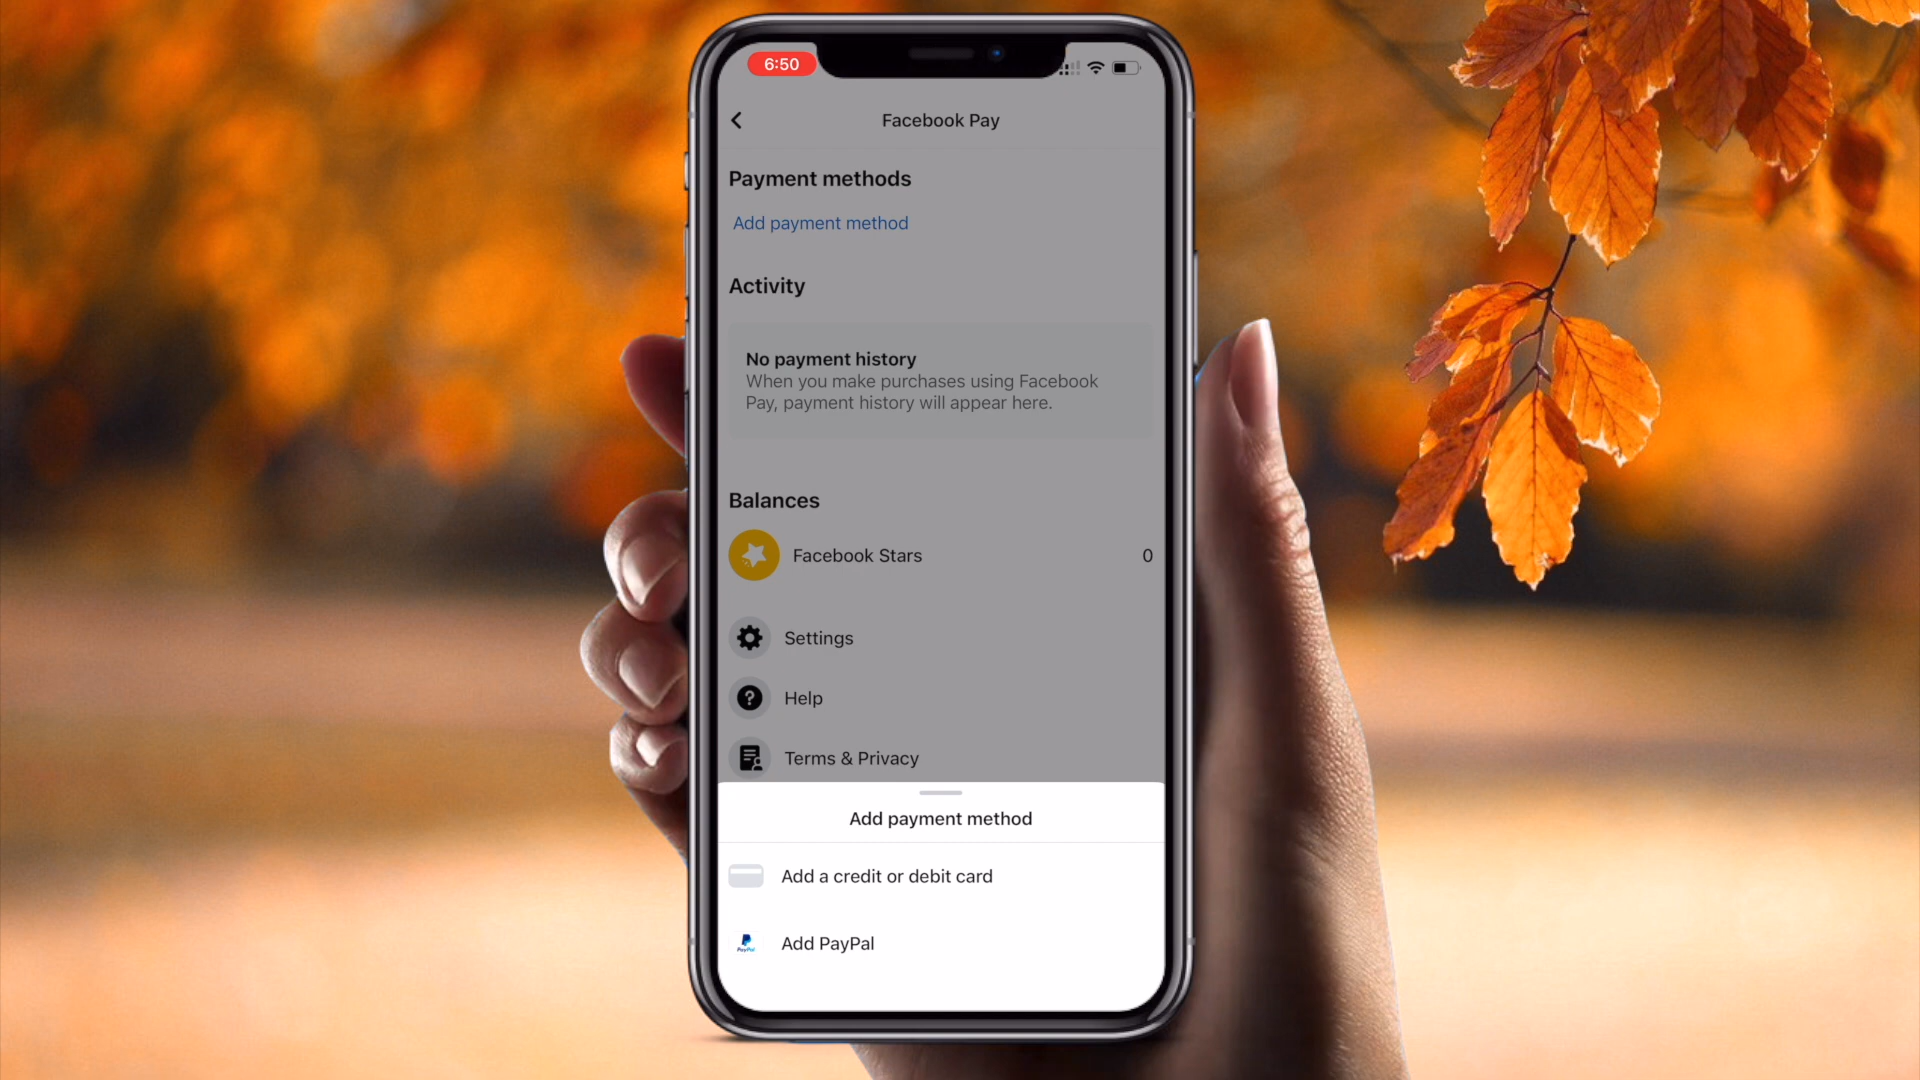 6:50
Facebook Pay
Payment methods
Add payment method
Activity
No payment history
When you make purchases using Facebook
Pay, payment history will appear here.
Balances
Facebook Stars 0
Settings
Help
Terms & Privacy
Add payment method
Add a credit or debit card
PayPal
Add PayPal